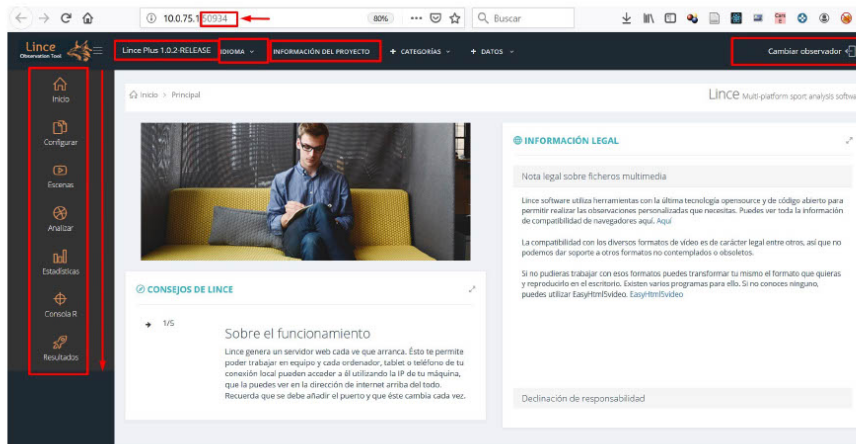 10.0.75.1:50934
80%
Buscar
Lince
Observation Tool
Lince Plus 1.0.2-RELEASE
IDIOMA
INFORMACIÓN DEL PROYECTO
+ CATEGORÍAS
+ DATOS
Cambiar observador
Inicio
Configurar
Escenas
Analizar
Estadísticas
Consola R
Resultados
Inicio > Principal
Lince Multi-platform sport analysis softwa
INFORMACIÓN LEGAL
Nota legal sobre ficheros multimedia
Lince software utiliza herramientas con la última tecnología opensource y de código abierto para
permitir realizar las observaciones personalizadas que necesitas. Puedes ver toda la información
de compatibilidad de navegadores aquí. Aquí
La compatibilidad con los diversos formatos de vídeo es de carácter legal entre otros, así que no
podemos dar soporte a otros formatos no contemplados o obsoletos.
Si no pudieras trabajar con esos formatos puedes transformar tu mismo el formato que quieras
y reproducirlo en el escritorio. Existen varios programas para ello. Si no conoces ninguno,
puedes utilizar EasyHtml5video. EasyHtml5video
Declinación de responsabilidad
CONSEJOS DE LINCE
1/5
Sobre el funcionamiento
Lince genera un servidor web cada ve que arranca. Ésto te permite
poder trabajar en equipo y cada ordenador, tablet o teléfono de tu
conexión local pueden acceder a él utilizando la IP de tu máquina,
que la puedes ver en la dirección de internet arriba del todo.
Recuerda que se debe añadir el puerto y que éste cambia cada vez.